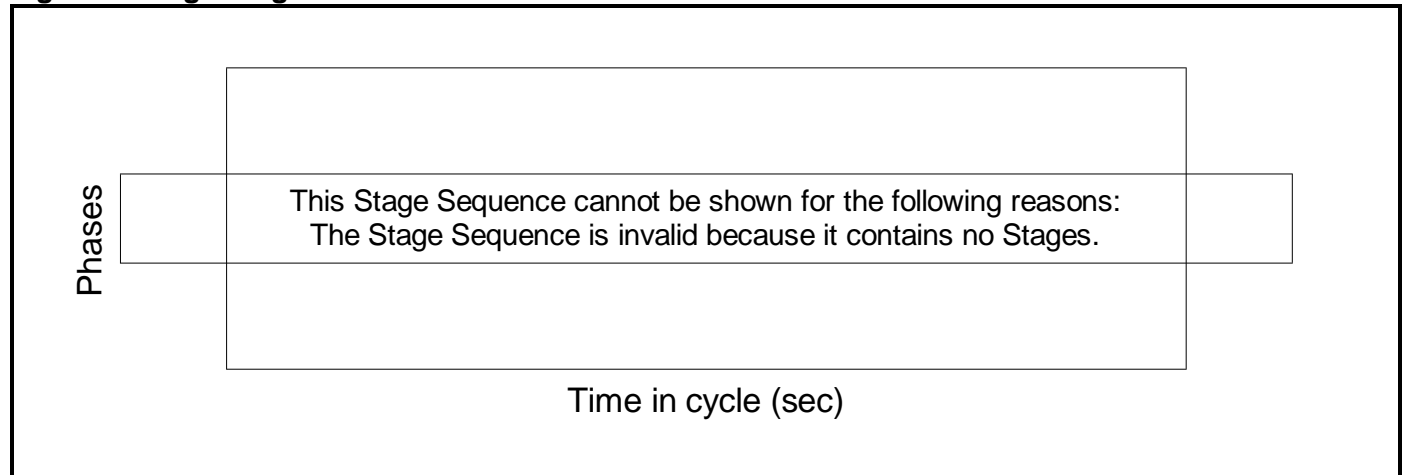 Phases
This Stage Sequence cannot be shown for the following reasons:
The Stage Sequence is invalid because it contains no Stages.
Time in cycle (sec)